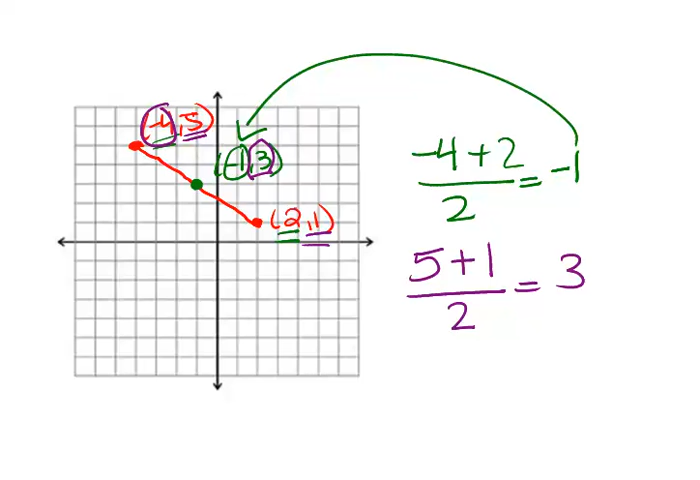 (-4, 5)
(-1, 3)
(2, 1)
-4 + 2 / 2 = -1
5 + 1 / 2 = 3